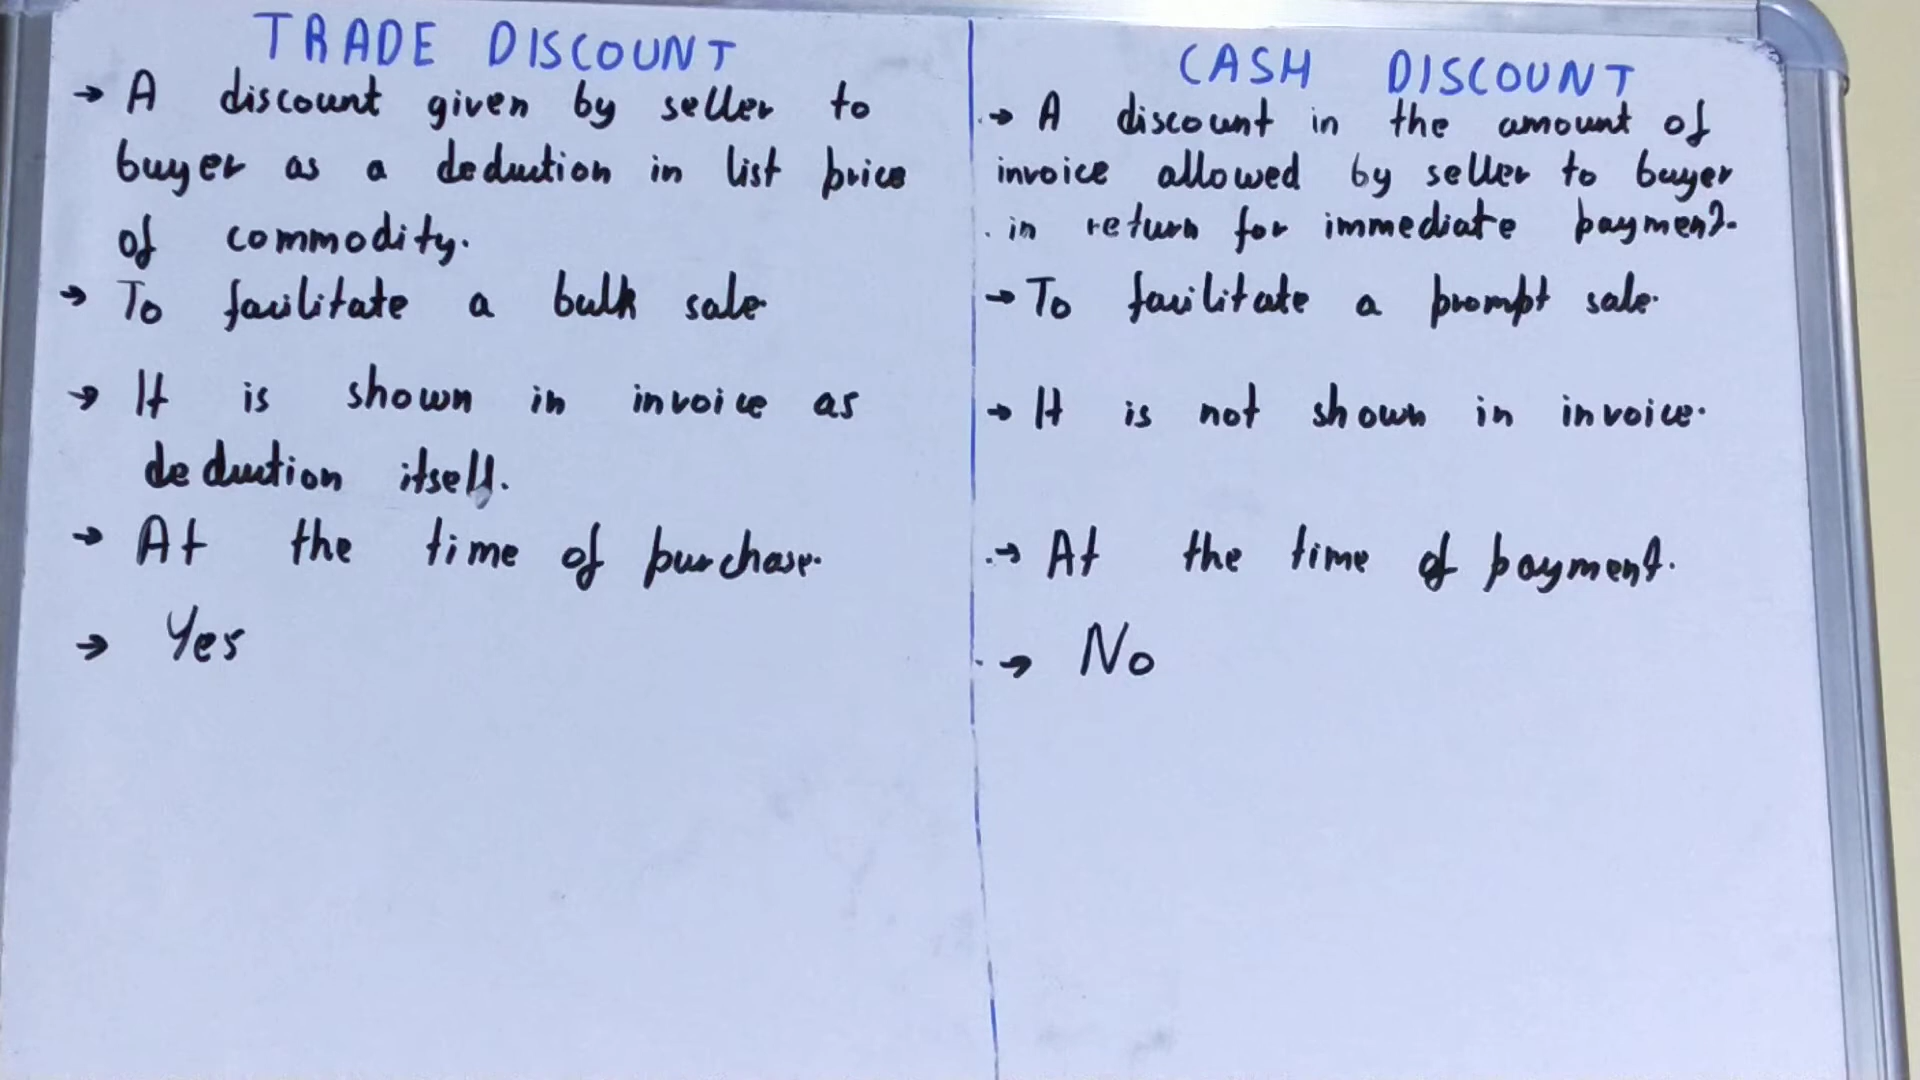 TRADE DISCOUNT
→ A discount given by seller to
buyer as a deduction in list price
of commodity.
→ To facilitate a bulk sale.
→ It is shown in invoice as
deduction itself.
→ At the time of purchase.
→ Yes
CASH DISCOUNT
→ A discount in the amount of
invoice allowed by seller to buyer
in return for immediate payment.
→ To facilitate a prompt sale.
→ It is not shown in invoice.
→ At the time of payment.
→ No